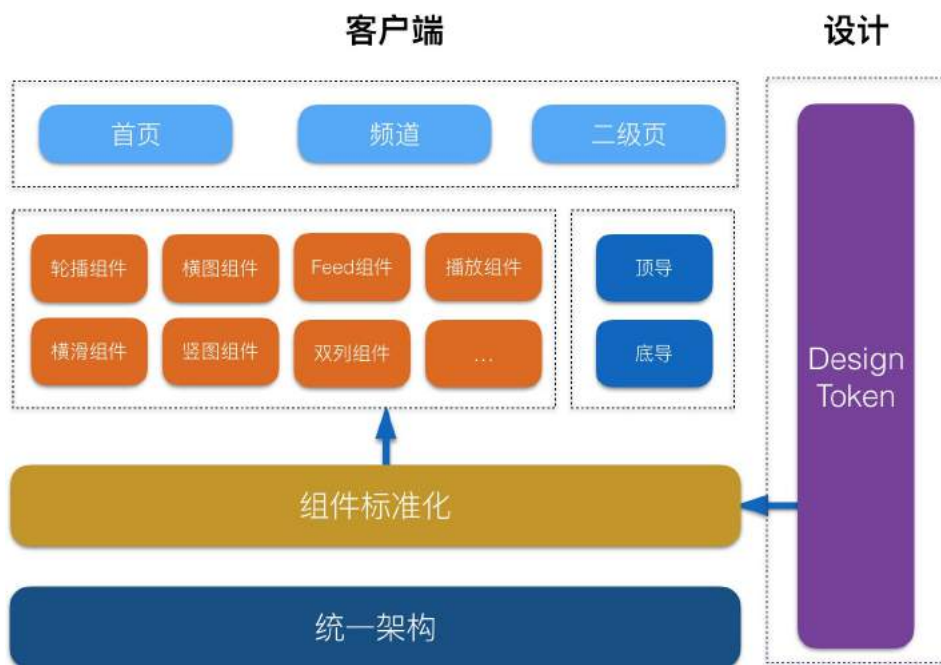 客户端
设计
首页
频道
二级页
轮播组件
横图组件
Feed组件
播放组件
横滑组件
竖图组件
双列组件
...
顶导
底导
Design
Token
组件标准化
统一架构